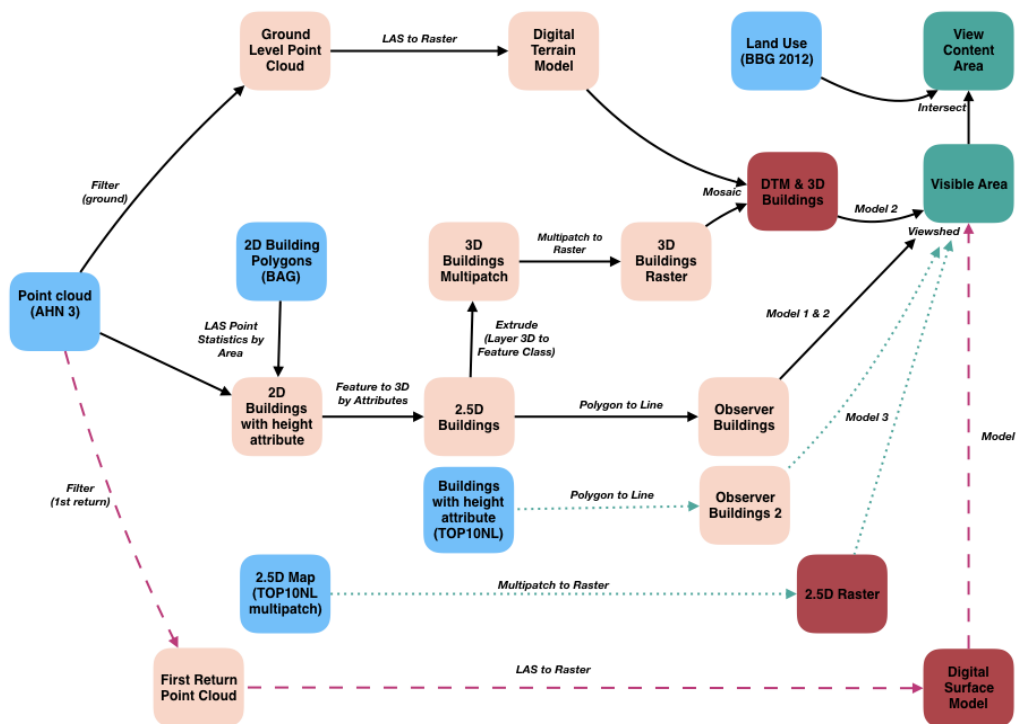 Ground
Level Point
Cloud
LAS to Raster
Digital
Terrain
Model
Land Use
(BBG 2012)
View
Content
Area
Intersect
Filter
(ground)
2D Building
Polygons
(BAG)
3D
Buildings
Multipatch
Multipatch to
Raster
3D
Buildings
Raster
Mosaic
DTM & 3D
Buildings
Model 2
Visible Area
Viewshed
Point cloud
(AHN 3)
LAS Point
Statistics by
Area
Extrude
(Layer 3D to
Feature Class)
Model 1 & 2
2D
Buildings
with height
attribute
Feature to 3D
by Attributes
2.5D
Buildings
Polygon to Line
Observer
Buildings
Model 3
Model
Filter
(1st return)
Buildings
with height
attribute
(TOP10NL)
Polygon to Line
Observer
Buildings 2
2.5D Map
(TOP10NL
multipatch)
Multipatch to Raster
2.5D Raster
First Return
Point Cloud
LAS to Raster
Digital
Surface
Model